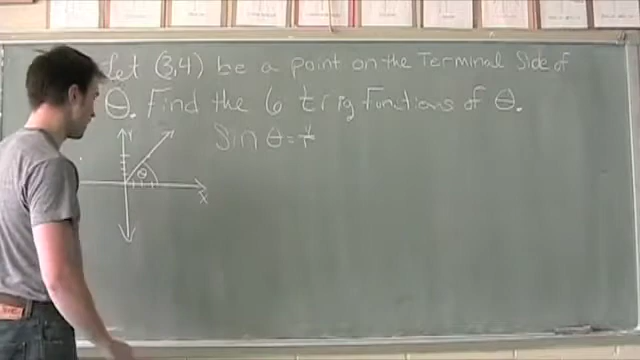 Let (3,4) be a point on the Terminal Side of
θ. Find the 6 trig Functions of θ.
Sin θ = y/r
Y
θ
X